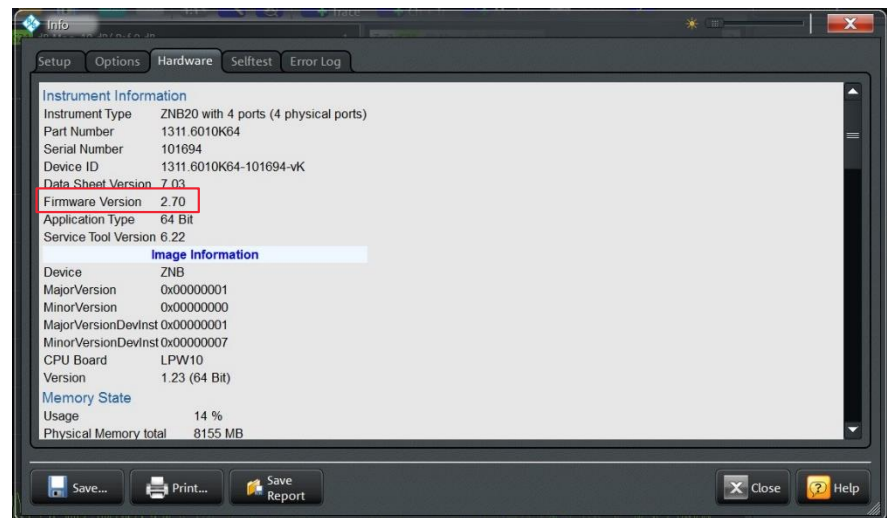 Info
Setup Options Hardware Selftest Error Log
Instrument Information
Instrument Type ZNB20 with 4 ports (4 physical ports)
Part Number 1311.6010K64
Serial Number 101694
Device ID 1311.6010K64-101694-vK
Data Sheet Version 7.03
Firmware Version 2.70
Application Type 64 Bit
Service Tool Version 6.22
Image Information
Device ZNB
MajorVersion 0x00000001
MinorVersion 0x00000000
MajorVersionDevInst 0x00000001
MinorVersionDevInst 0x00000007
CPU Board LPW10
Version 1.23 (64 Bit)
Memory State
Usage 14 %
Physical Memory total 8155 MB
Save... Print... Save Report Close Help